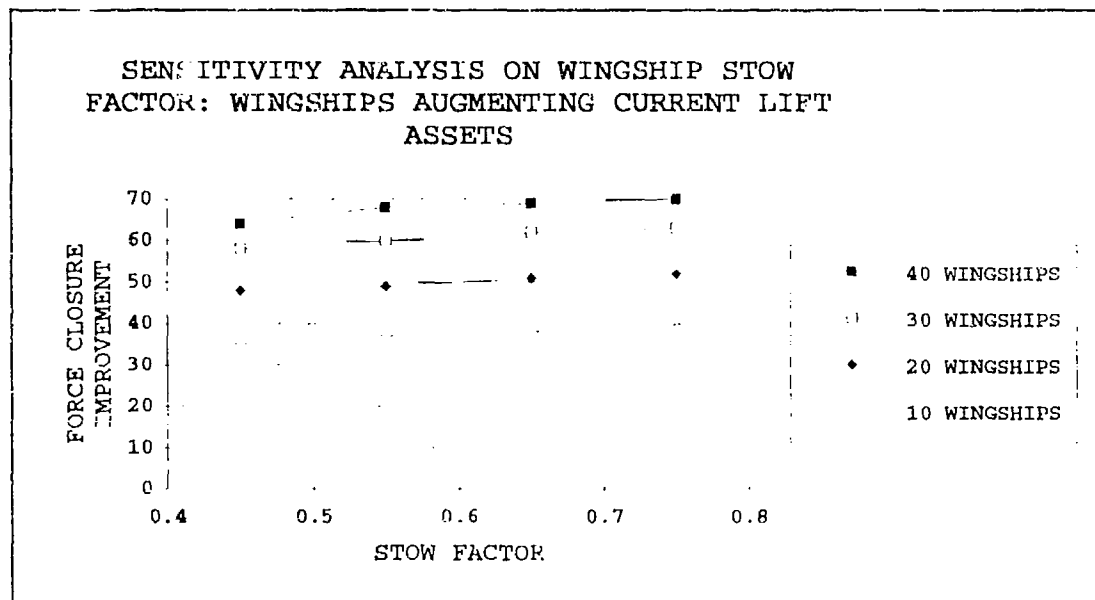 SENSITIVITY ANALYSIS ON WINGSHIP STOW
FACTOR: WINGSHIPS AUGMENTING CURRENT LIFT
ASSETS
FORCE CLOSURE
IMPROVEMENT
70
60
50
40
30
20
10
0
0.4 0.5 0.6 0.7 0.8
STOW FACTOR
40 WINGSHIPS
30 WINGSHIPS
20 WINGSHIPS
10 WINGSHIPS